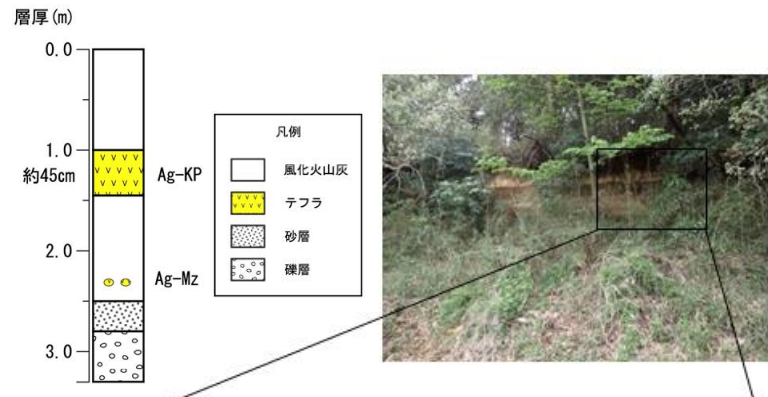 層厚(m)
0.0
1.0
約45cm
Ag-KP
2.0
Ag-Mz
3.0
凡例
風化火山灰
テフラ
砂層
礫層